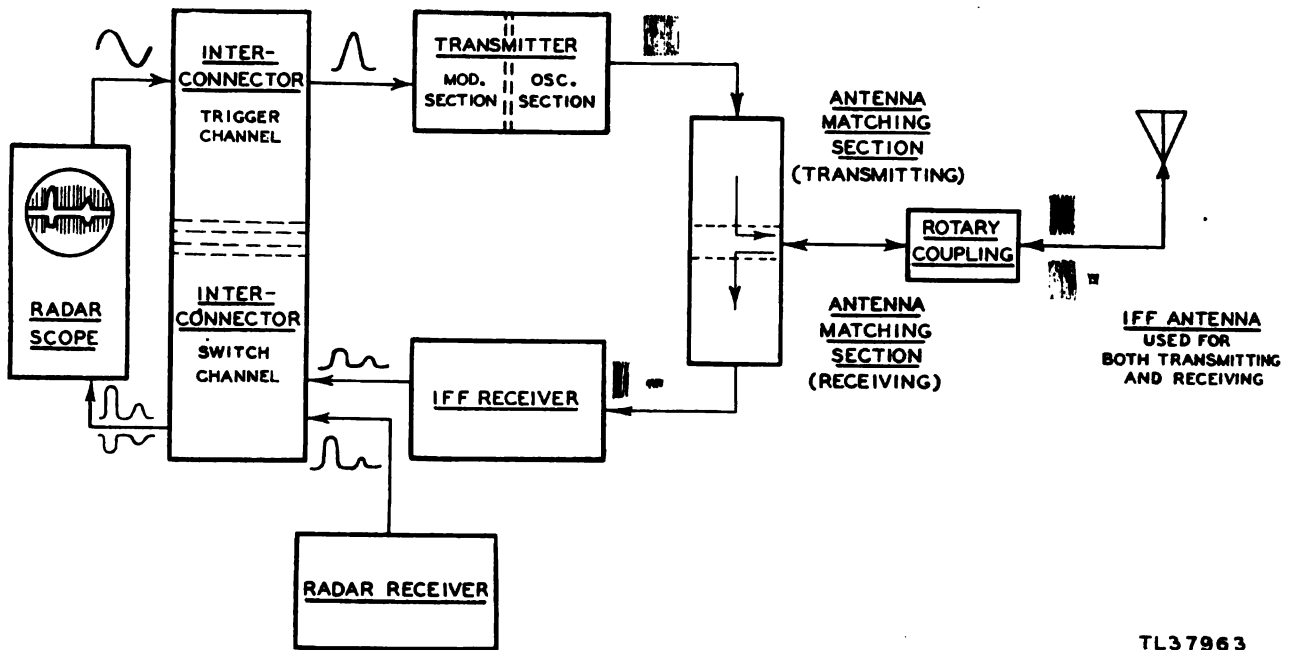 INTER-
CONNECTOR
TRIGGER
CHANNEL
TRANSMITTER
MOD.
SECTION
OSC.
SECTION
ANTENNA
MATCHING
SECTION
(TRANSMITTING)
ROTARY
COUPLING
RADAR
SCOPE
INTER-
CONNECTOR
SWITCH
CHANNEL
IFF RECEIVER
ANTENNA
MATCHING
SECTION
(RECEIVING)
IFF ANTENNA
USED FOR
BOTH TRANSMITTING
AND RECEIVING
RADAR RECEIVER
TL37963